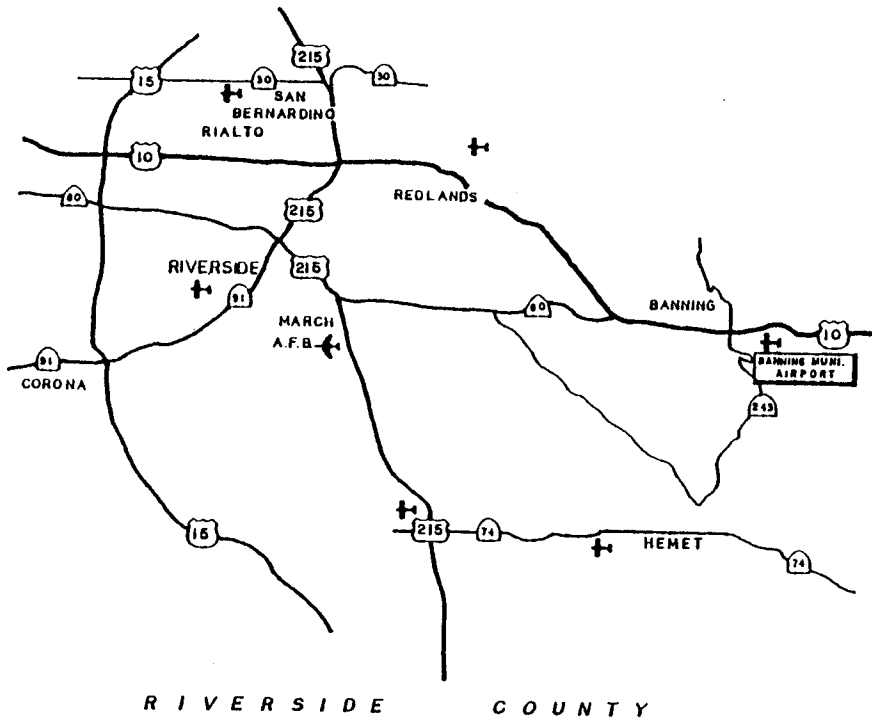 215
15
30
30
SAN
BERNARDINO
RIALTO
10
60
REDLANDS
215
RIVERSIDE
215
91
BANNING
60
MARCH
A.F.B.
10
91
BANNING MUNI.
AIRPORT
CORONA
243
215
74
15
HEMET
74
RIVERSIDE COUNTY